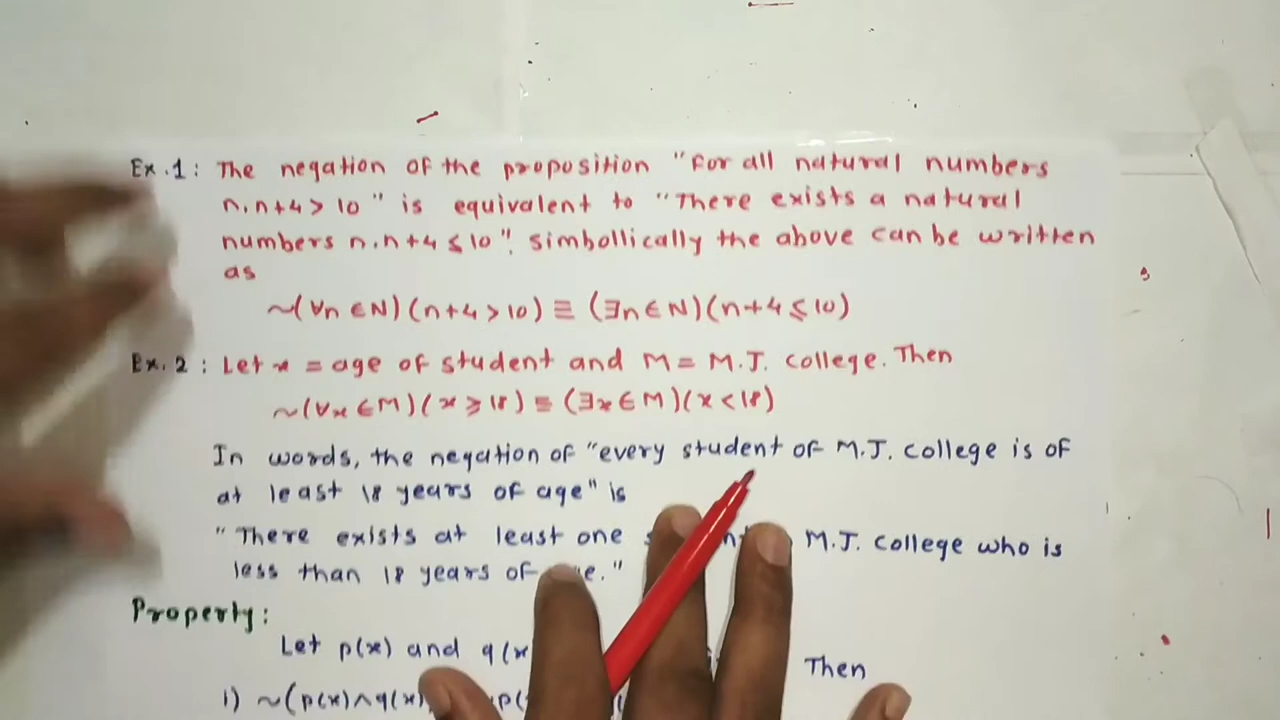 Ex.1: The negation of the proposition "For all natural numbers
n, n+4 > 10" is equivalent to "There exists a natural
numbers n, n+4 ≤ 10". Simbollically the above can be written
as
~(∀n ∈ N)(n+4 > 10) ≡ (∃n ∈ N)(n+4 ≤ 10)
Ex.2: Let x = age of student and M = M.J. college. Then
~(∀x ∈ M)(x ≥ 18) ≡ (∃x ∈ M)(x < 18)
In words, the negation of "every student of M.J. college is of
at least 18 years of age" is
"There exists at least one M.J. college who is
less than 18 years of
Property:
Let p(x) and q(x Then
i) ~(p(x)∧q(x)